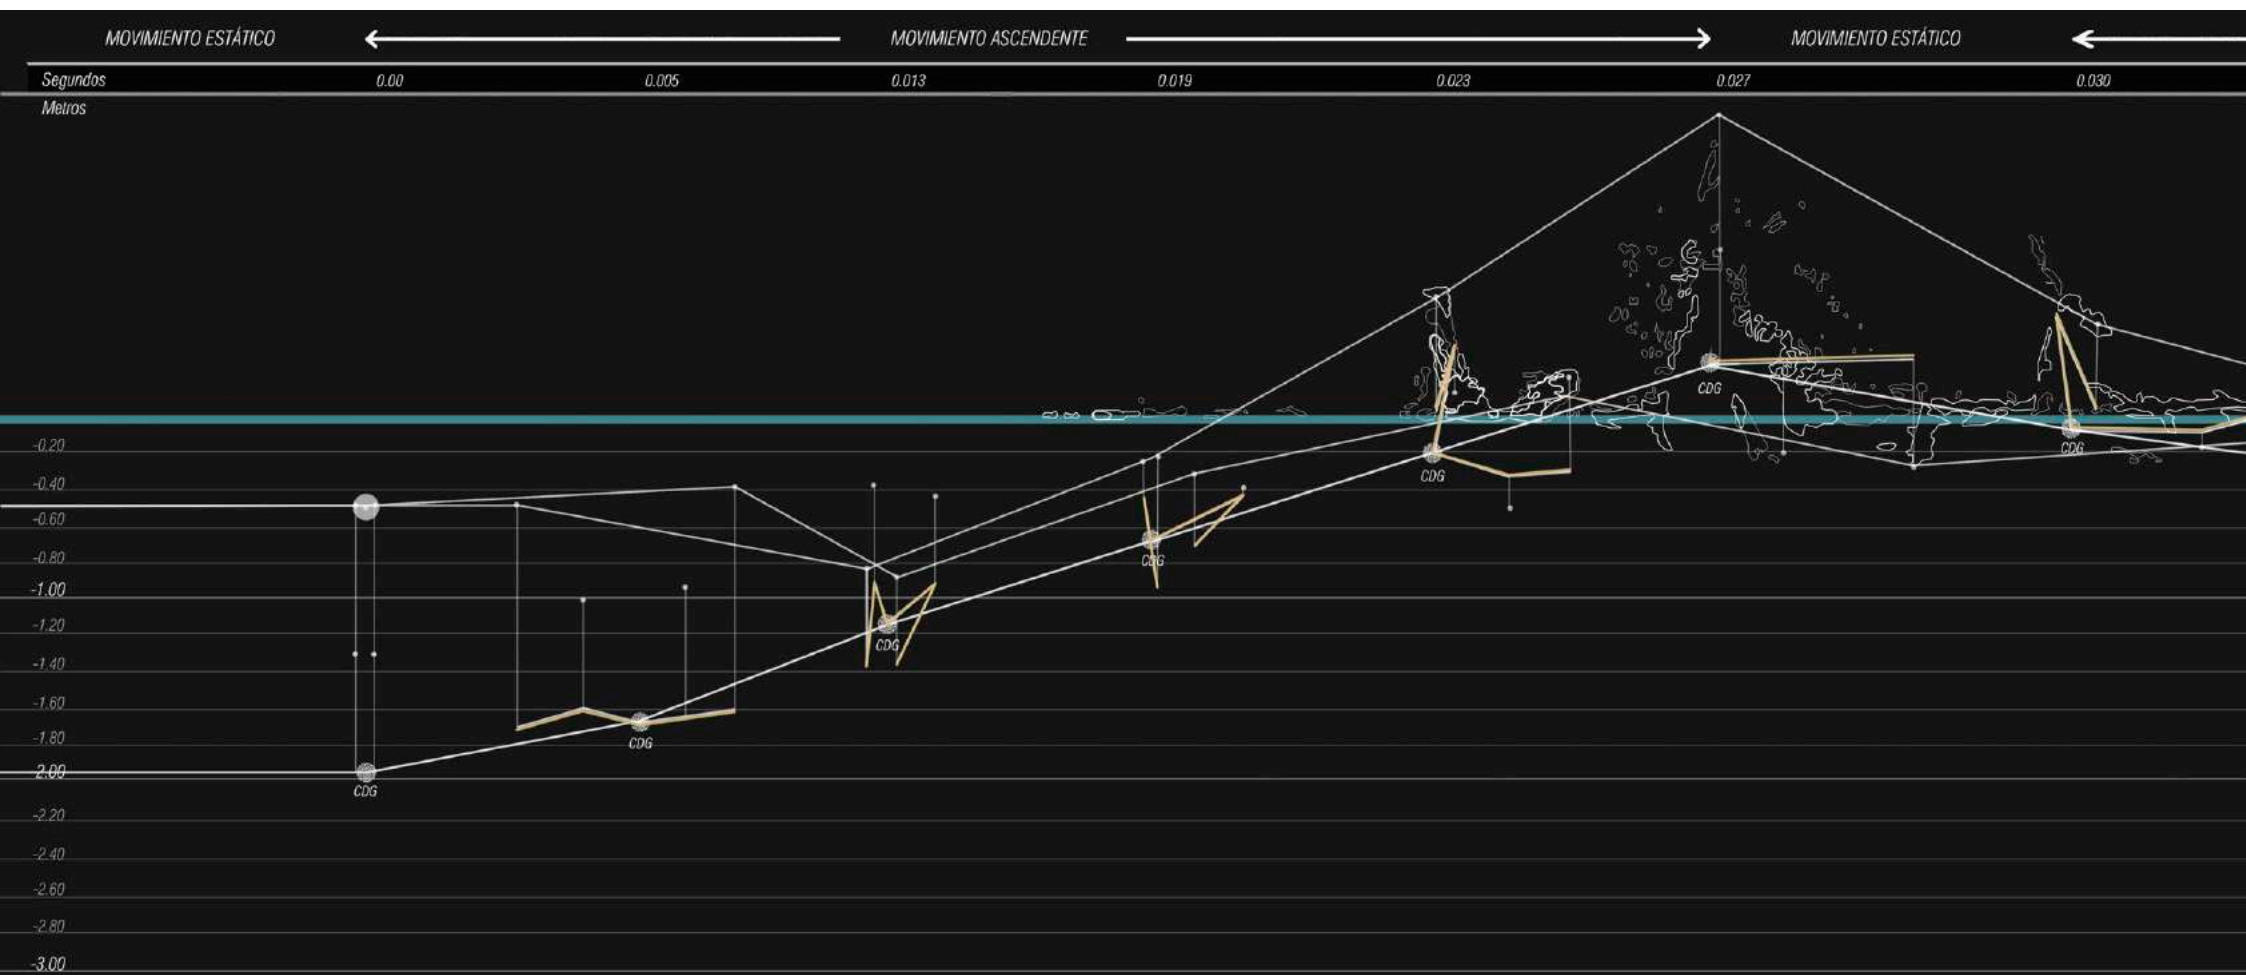 MOVIMIENTO ESTÁTICO MOVIMIENTO ASCENDENTE MOVIMIENTO ESTÁTICO
Segundos 0.00 0.005 0.013 0.019 0.023 0.027 0.030
Metros
CDG
-0.20
CDG
CDG
-0.40
-0.60
-0.80
CDG
-1.00
-1.20
CDG
-1.40
-1.60
-1.80
CDG
-2.00
CDG
-2.20
-2.40
-2.60
-2.80
-3.00